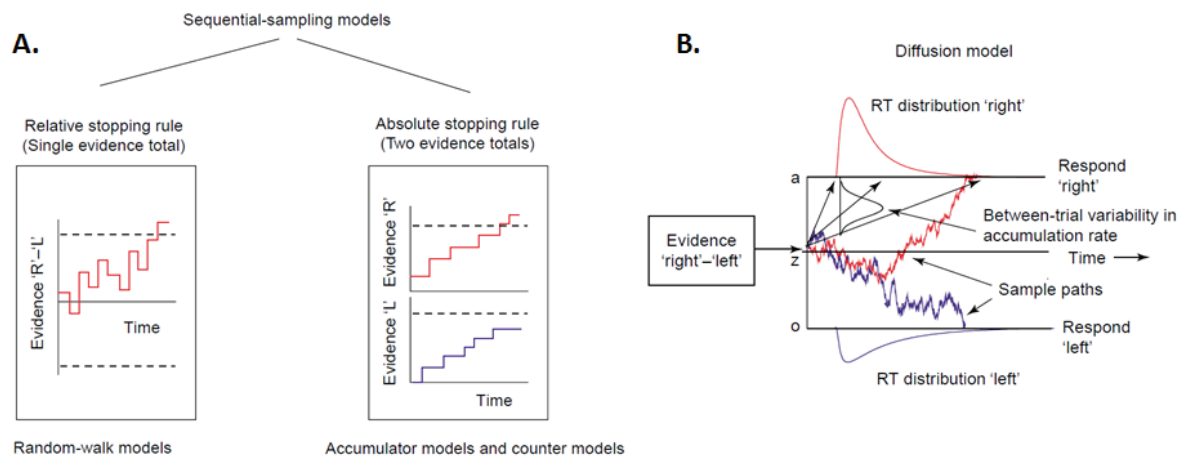 Sequential-sampling models
A.
Relative stopping rule
(Single evidence total)
Absolute stopping rule
(Two evidence totals)
Evidence 'R'–'L'
Time
Evidence 'R'
Evidence 'L'
Time
Random-walk models
Accumulator models and counter models
B.
Diffusion model
RT distribution 'right'
a
Respond
'right'
Between-trial variability in
accumulation rate
Evidence
'right'–'left'
z
Time
Sample paths
o
Respond
'left'
RT distribution 'left'